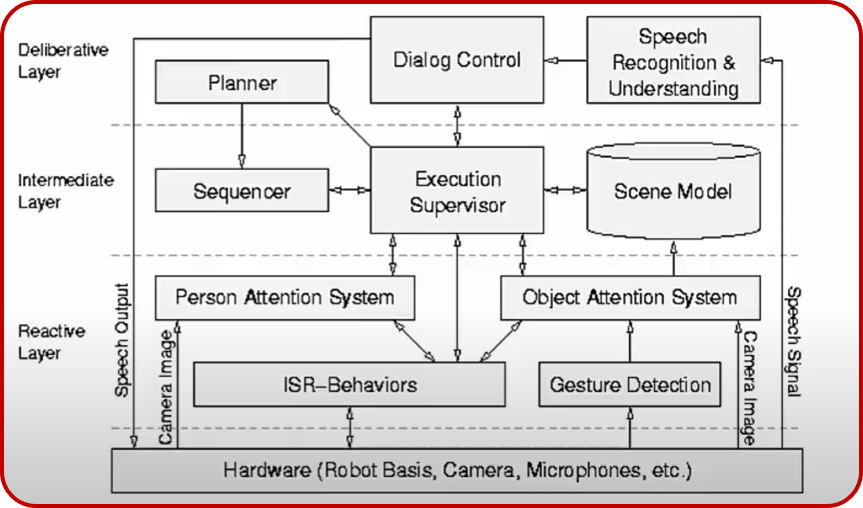 Deliberative
Layer
Planner
Dialog Control
Speech
Recognition &
Understanding
Intermediate
Layer
Sequencer
Execution
Supervisor
Scene Model
Reactive
Layer
Speech Output
Camera Image
Person Attention System
Object Attention System
ISR–Behaviors
Gesture Detection
Camera Image
Speech Signal
Hardware (Robot Basis, Camera, Microphones, etc.)